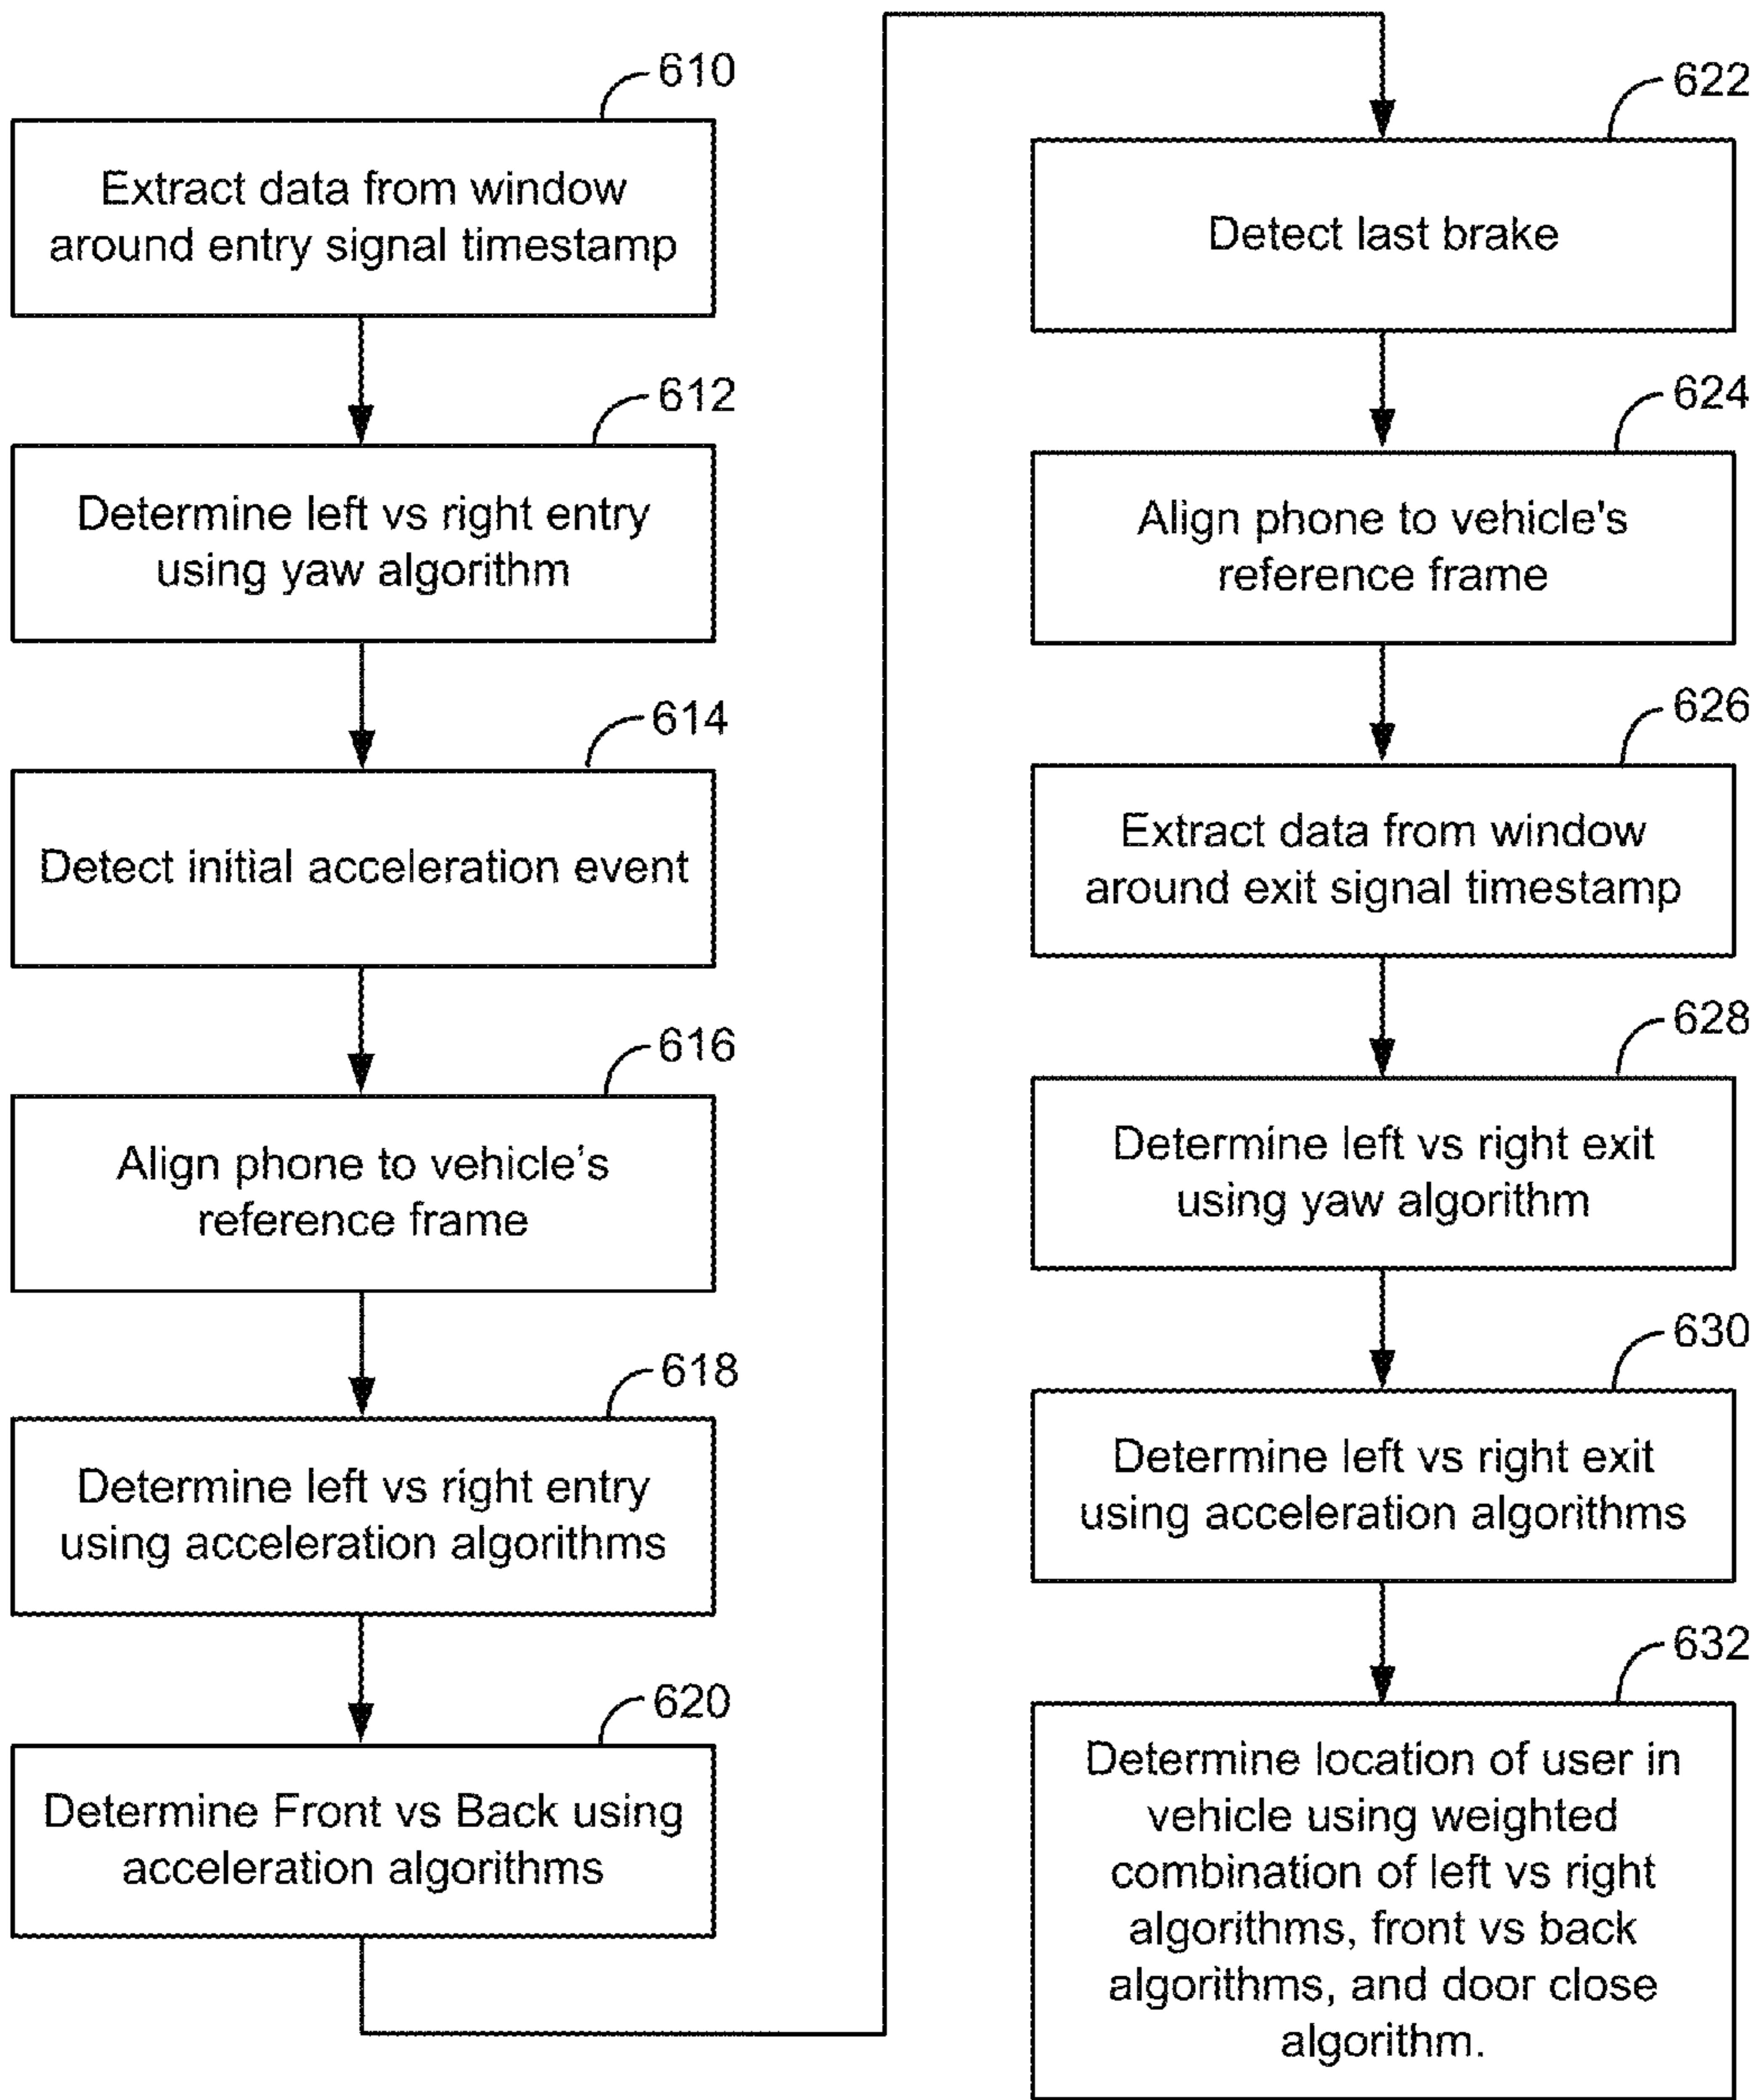 610
Extract data from window
around entry signal timestamp
612
Determine left vs right entry
using yaw algorithm
614
Detect initial acceleration event
616
Align phone to vehicle’s
reference frame
618
Determine left vs right entry
using acceleration algorithms
620
Determine Front vs Back using
acceleration algorithms
622
Detect last brake
624
Align phone to vehicle's
reference frame
626
Extract data from window
around exit signal timestamp
628
Determine left vs right exit
using yaw algorithm
630
Determine left vs right exit
using acceleration algorithms
632
Determine location of user in
vehicle using weighted
combination of left vs right
algorithms, front vs back
algorithms, and door close
algorithm.